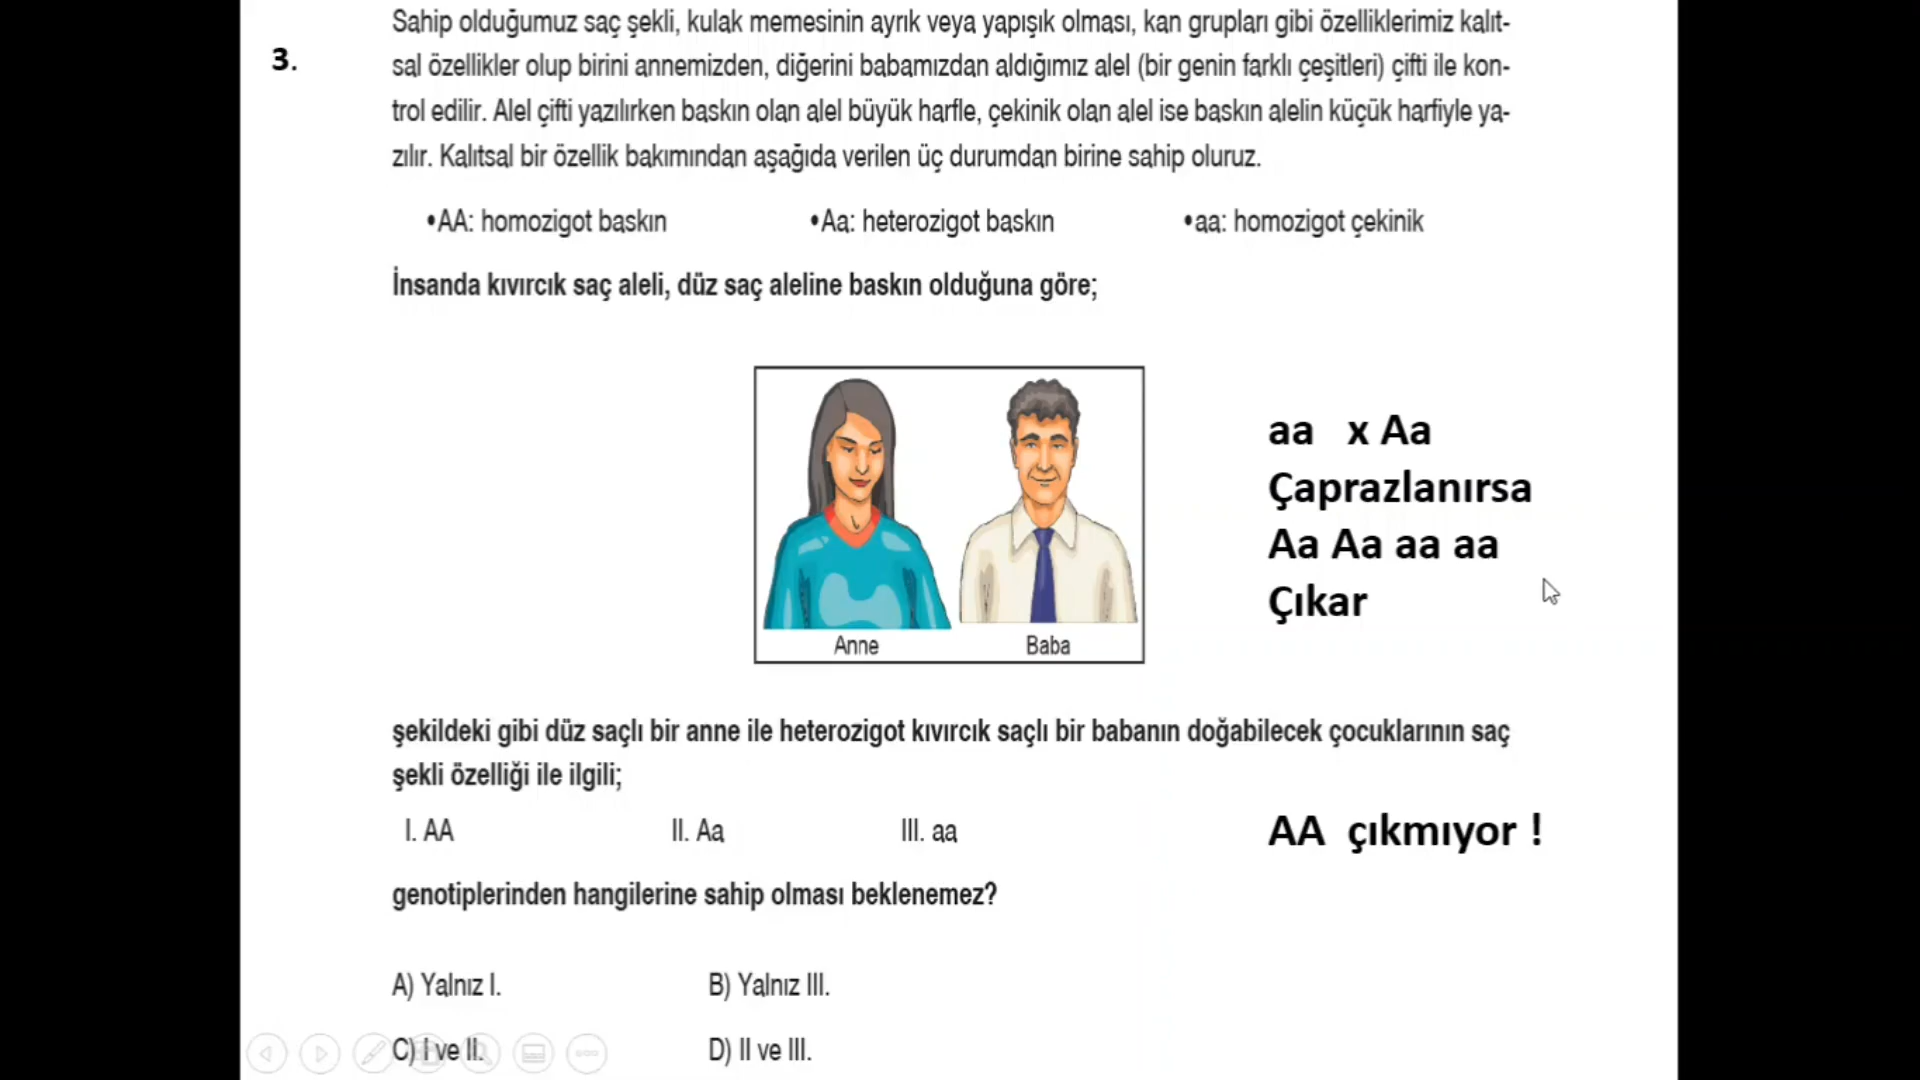 3.
Sahip olduğumuz saç şekli, kulak memesinin ayrık veya yapışık olması, kan grupları gibi özelliklerimiz kalıt-
sal özellikler olup birini annemizden, diğerini babamızdan aldığımız alel (bir genin farklı çeşitleri) çifti ile kon-
trol edilir. Alel çifti yazılırken baskın olan alel büyük harfle, çekinik olan alel ise baskın alelin küçük harfiyle ya-
zılır. Kalıtsal bir özellik bakımından aşağıda verilen üç durumdan birine sahip oluruz.
•AA: homozigot baskın •Aa: heterozigot baskın •aa: homozigot çekinik
İnsanda kıvırcık saç aleli, düz saç aleline baskın olduğuna göre;
Anne Baba
aa x Aa
Çaprazlanırsa
Aa Aa aa aa
Çıkar
şekildeki gibi düz saçlı bir anne ile heterozigot kıvırcık saçlı bir babanın doğabilecek çocuklarının saç
şekli özelliği ile ilgili;
I. AA II. Aa III. aa
AA çıkmıyor !
genotiplerinden hangilerine sahip olması beklenemez?
A) Yalnız I. B) Yalnız III.
C) I ve II. D) II ve III.